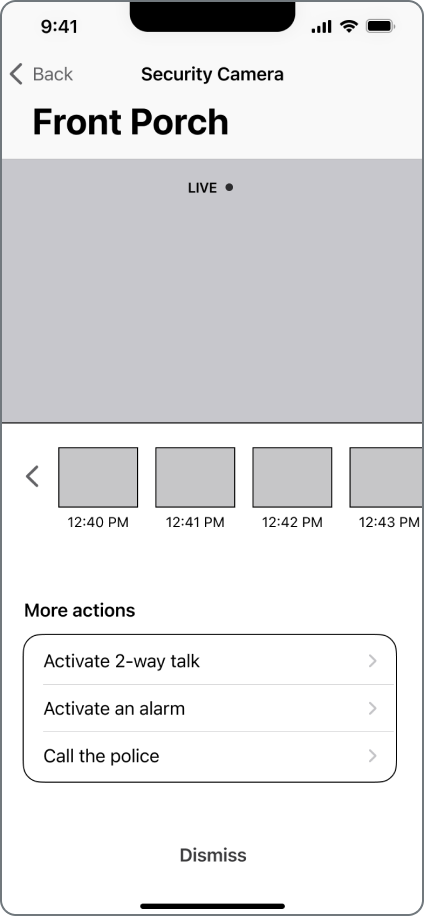 9:41
Back
Security Camera
Front Porch
LIVE
12:40 PM
12:41 PM
12:42 PM
12:43 PM
More actions
Activate 2-way talk
Activate an alarm
Call the police
Dismiss